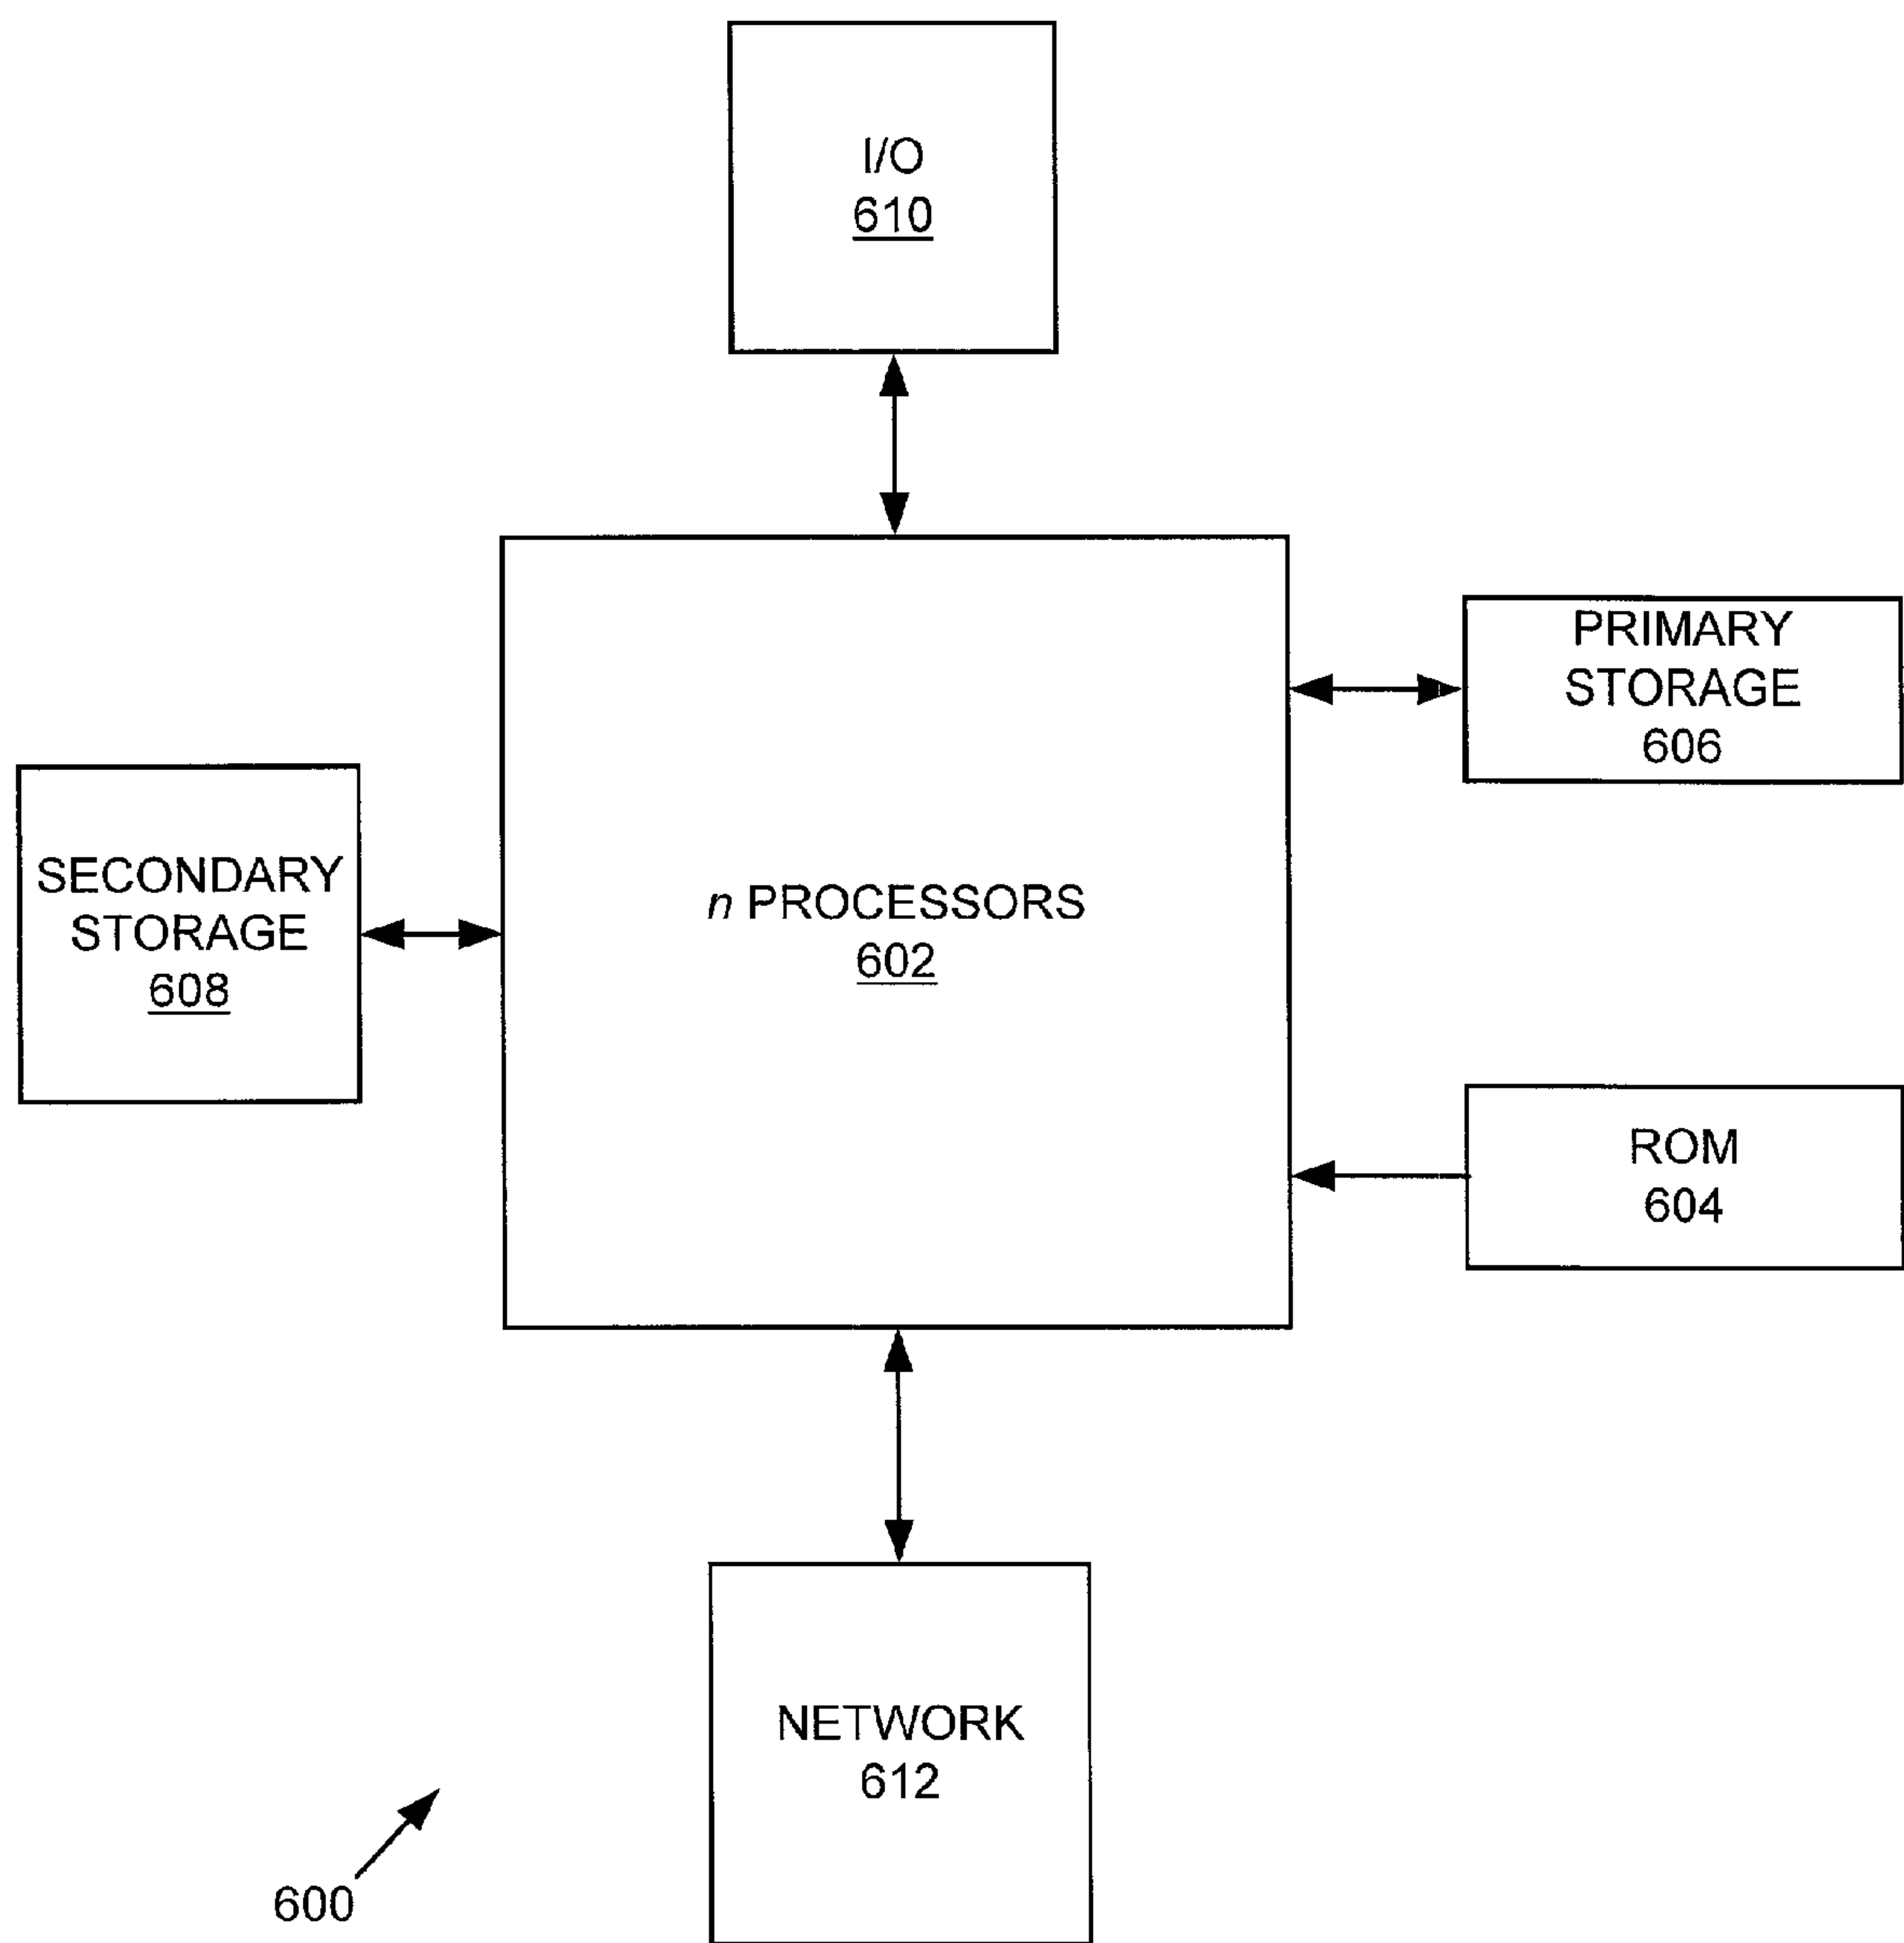 I/O
610
PRIMARY
STORAGE
606
SECONDARY
STORAGE
608
n PROCESSORS
602
ROM
604
NETWORK
612
600